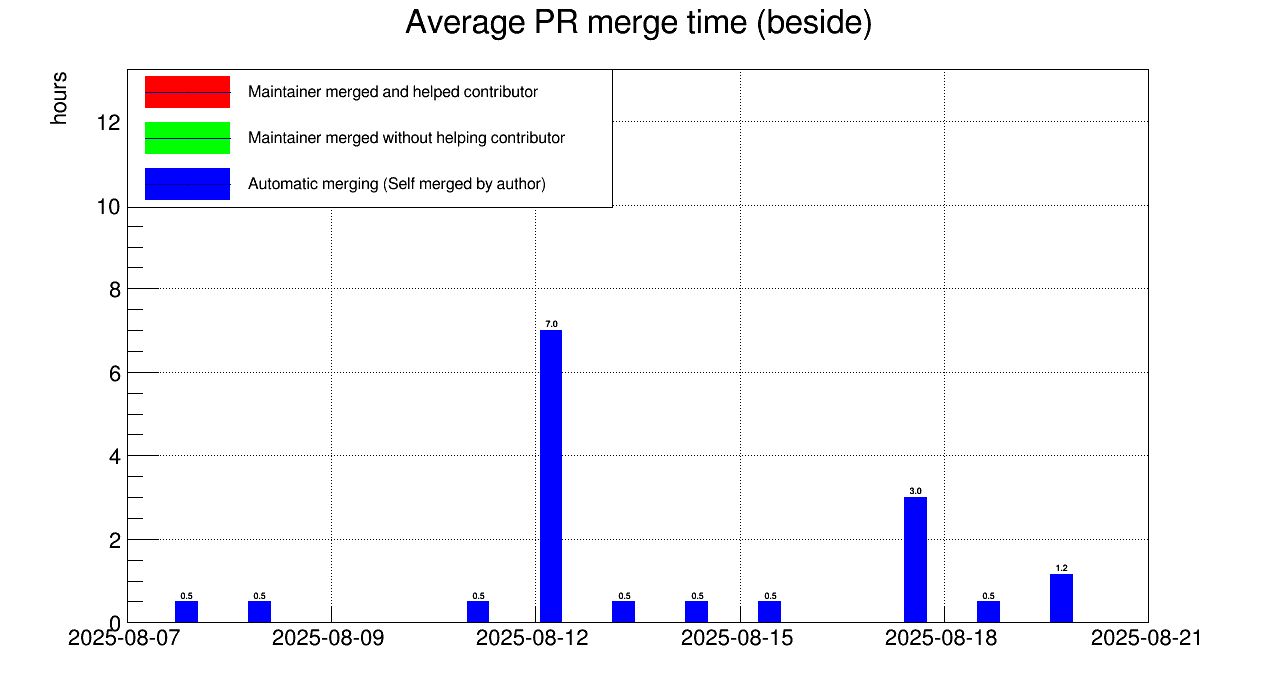 Average PR merge time (beside)
hours
Maintainer merged and helped contributor
Maintainer merged without helping contributor
Automatic merging (Self merged by author)
12
10
8
6
4
2
0
7.0
3.0
1.2
0.5 0.5 0.5 0.5 0.5 0.5 0.5
2025-08-07 2025-08-09 2025-08-12 2025-08-15 2025-08-18 2025-08-21